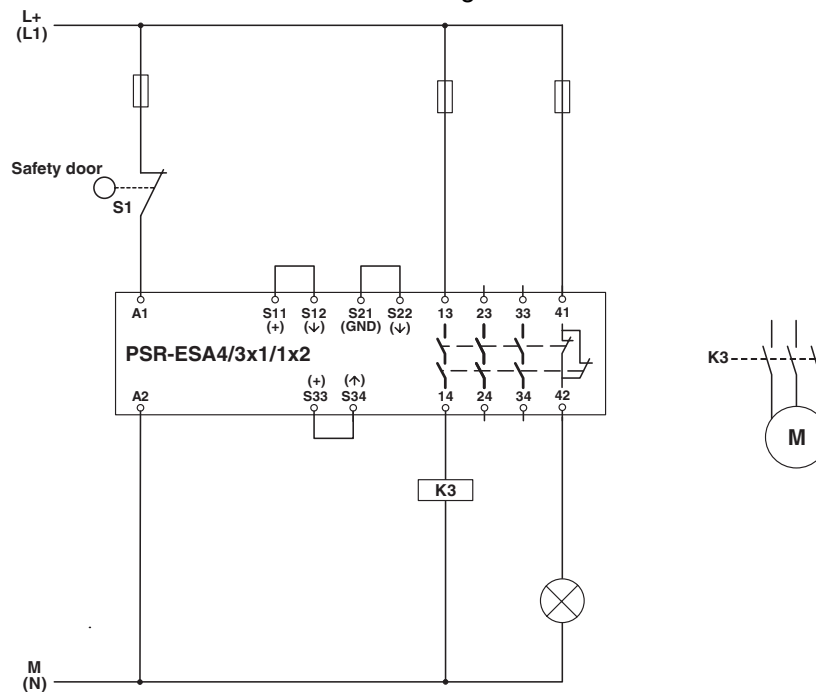 L+
(L1)
Safety door
S1
A1 S11 S12 S21 S22 13 23 33 41
(+) (↓) (GND) (↓)
PSR-ESA4/3x1/1x2
(+) (↑)
A2 S33 S34 14 24 34 42
K3
K3
M
M
(N)